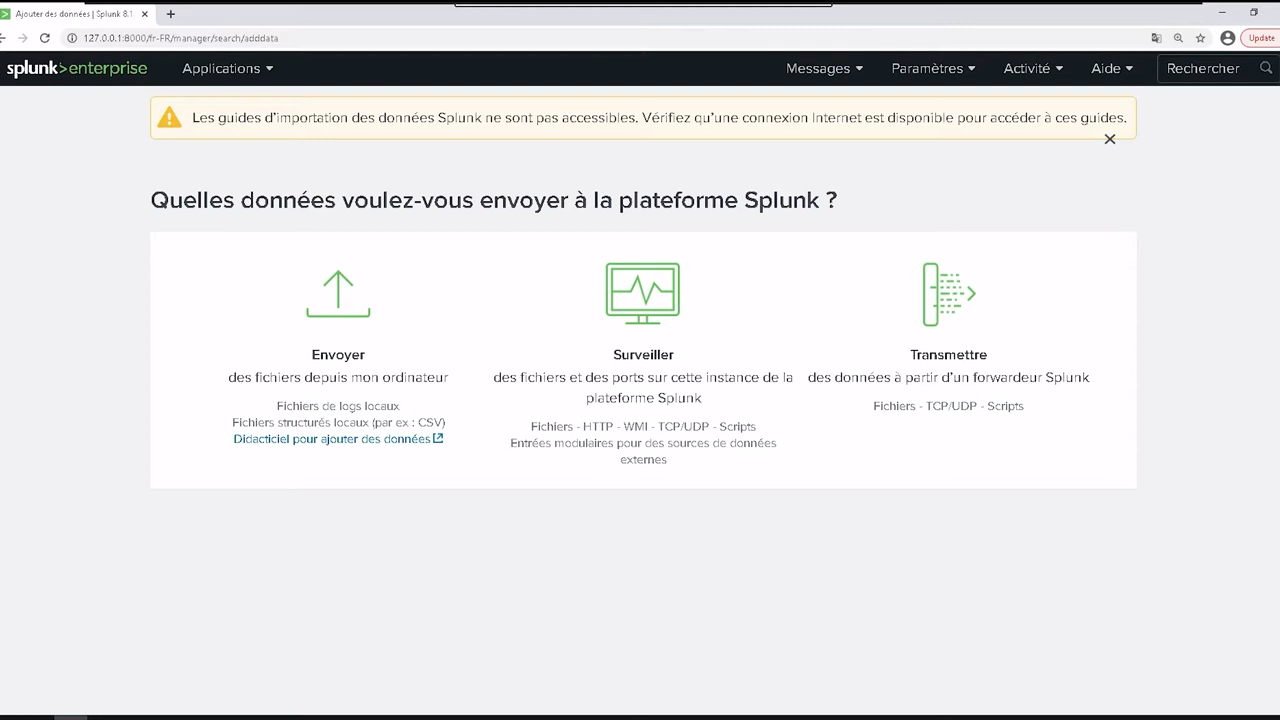 Ajouter des données | Splunk 8.1
127.0.0.1:8000/fr-FR/manager/search/adddata
Update
splunk>enterprise
Applications
Messages
Paramètres
Activité
Aide
Rechercher
Les guides d’importation des données Splunk ne sont pas accessibles. Vérifiez qu’une connexion Internet est disponible pour accéder à ces guides.
Quelles données voulez-vous envoyer à la plateforme Splunk ?
Envoyer
des fichiers depuis mon ordinateur
Fichiers de logs locaux
Fichiers structurés locaux (par ex : CSV)
Didacticiel pour ajouter des données
Surveiller
des fichiers et des ports sur cette instance de la
plateforme Splunk
Fichiers - HTTP - WMI - TCP/UDP - Scripts
Entrées modulaires pour des sources de données
externes
Transmettre
des données à partir d’un forwardeur Splunk
Fichiers - TCP/UDP - Scripts